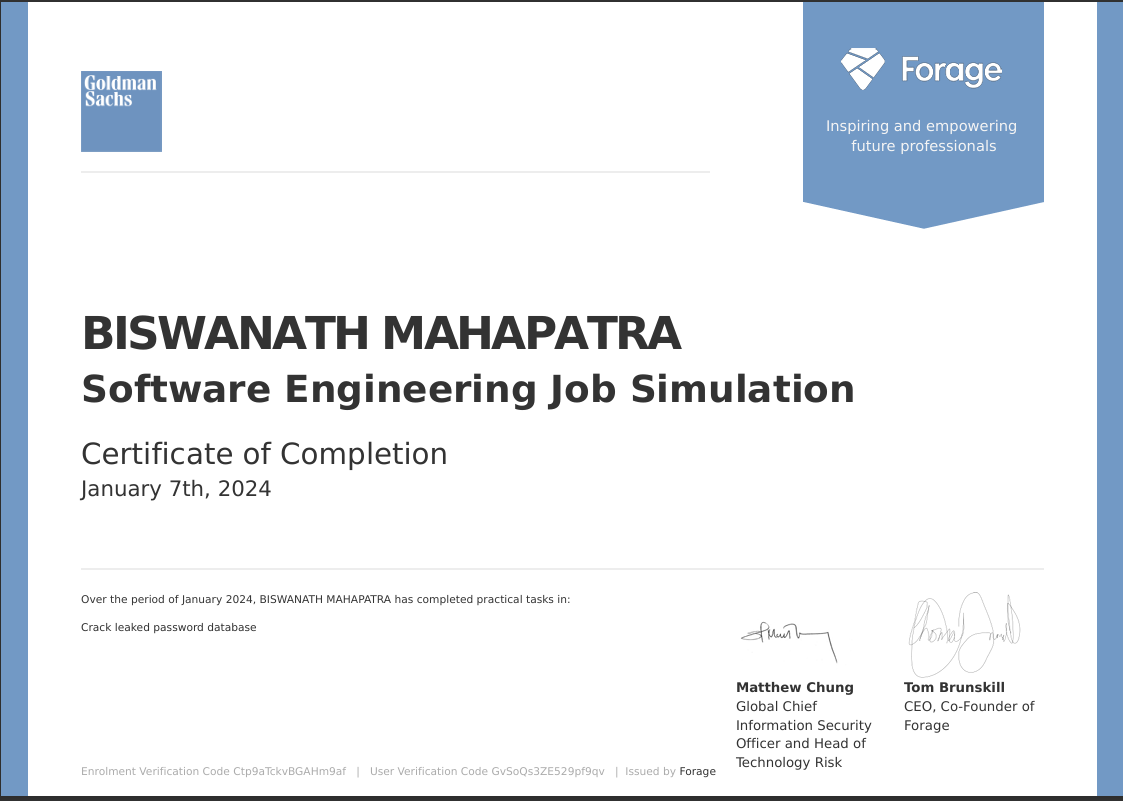 Goldman
Sachs
Forage
Inspiring and empowering
future professionals
BISWANATH MAHAPATRA
Software Engineering Job Simulation
Certificate of Completion
January 7th, 2024
Over the period of January 2024, BISWANATH MAHAPATRA has completed practical tasks in:
Crack leaked password database
Matthew Chung
Global Chief
Information Security
Officer and Head of
Technology Risk
Tom Brunskill
CEO, Co-Founder of
Forage
Enrolment Verification Code Ctp9aTckvBGAHm9af | User Verification Code GvSoQs3ZE529pf9qv | Issued by Forage